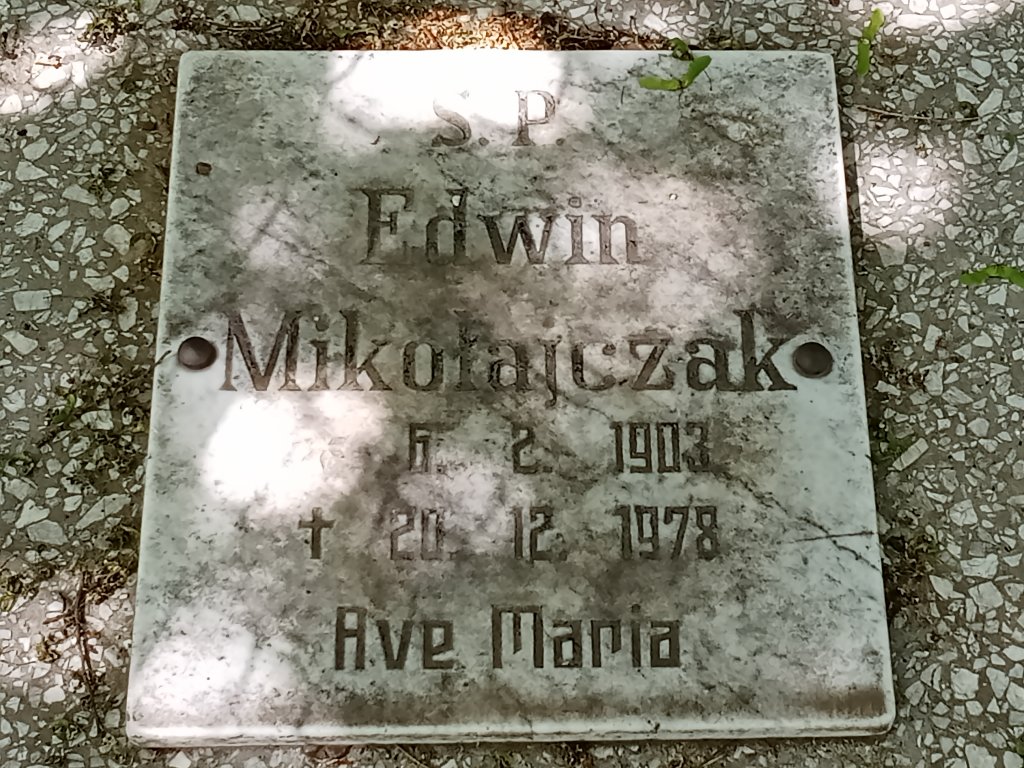 S. P.
Edwin
Mikołajczak
6. 2. 1903
✝ 20. 12. 1978
Ave Maria